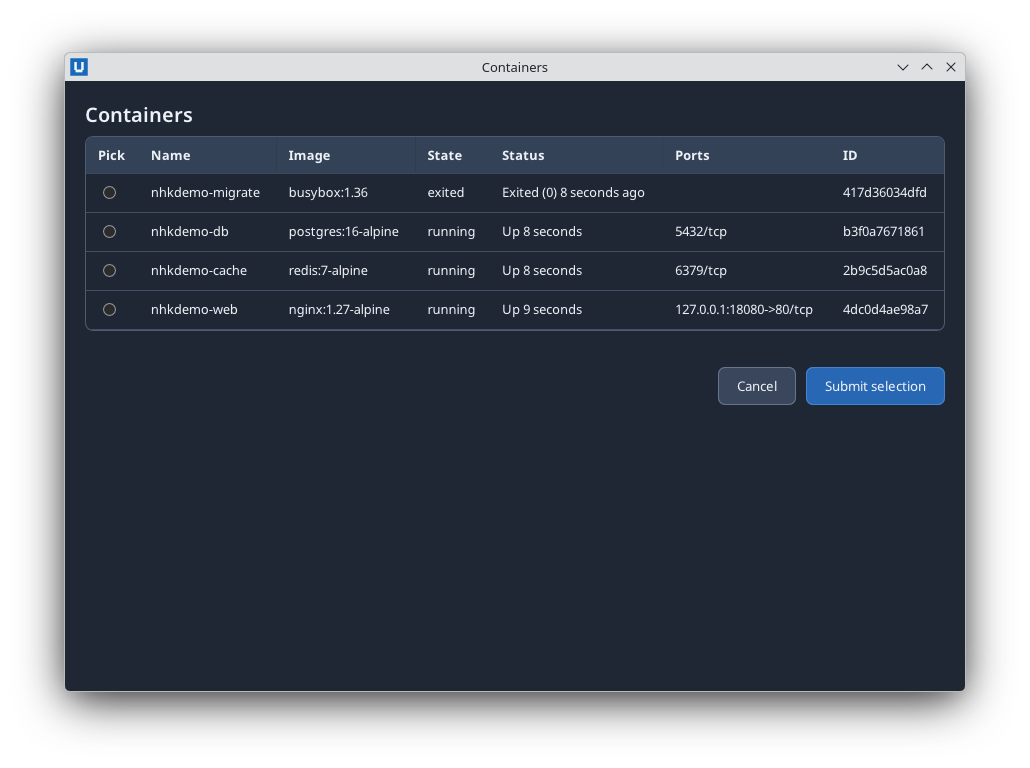 Containers
Containers
Pick Name Image State Status Ports ID
nhkdemo-migrate busybox:1.36 exited Exited (0) 8 seconds ago 417d36034dfd
nhkdemo-db postgres:16-alpine running Up 8 seconds 5432/tcp b3f0a7671861
nhkdemo-cache redis:7-alpine running Up 8 seconds 6379/tcp 2b9c5d5ac0a8
nhkdemo-web nginx:1.27-alpine running Up 9 seconds 127.0.0.1:18080->80/tcp 4dc0d4ae98a7
Cancel Submit selection